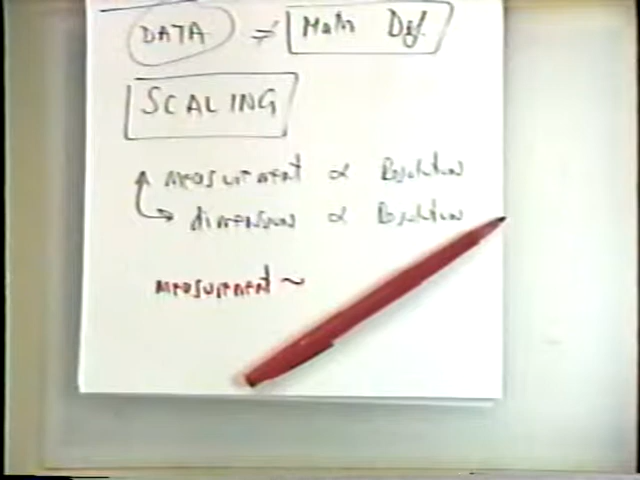 DATA ≠ Math Def.
SCALING
measurement ∝ Resolution
dimension ∝ Resolution
measurement ~